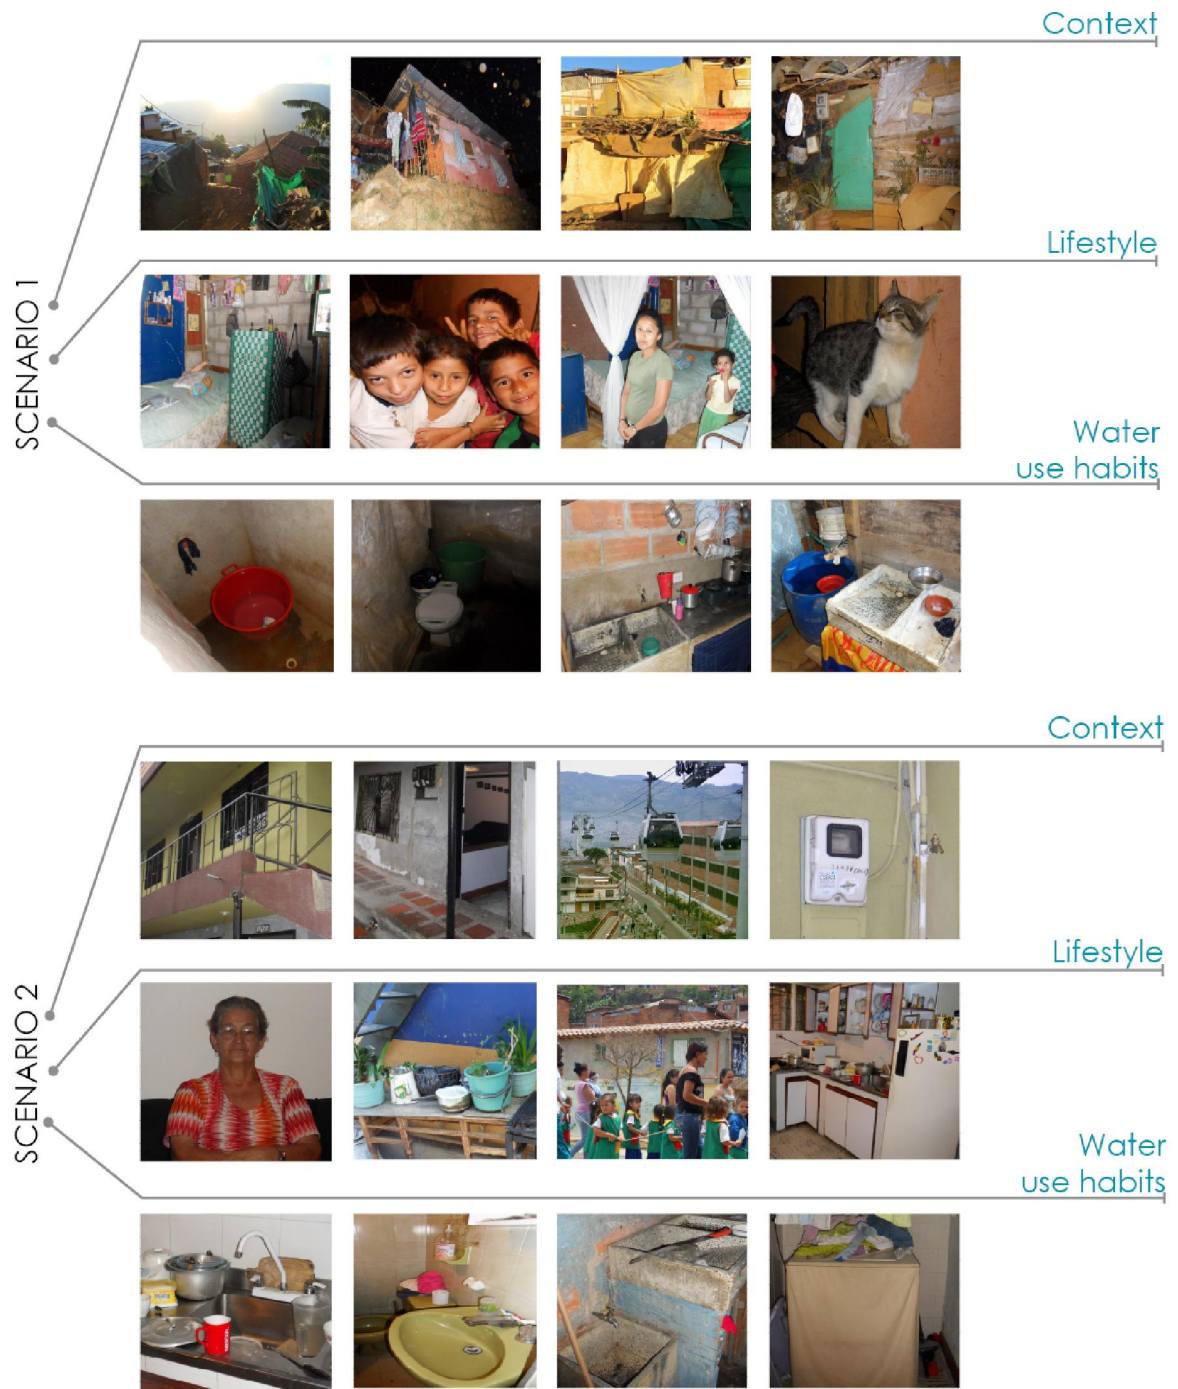 Context
Lifestyle
SCENARIO 1
Water
use habits
Context
Lifestyle
SCENARIO 2
Water
use habits